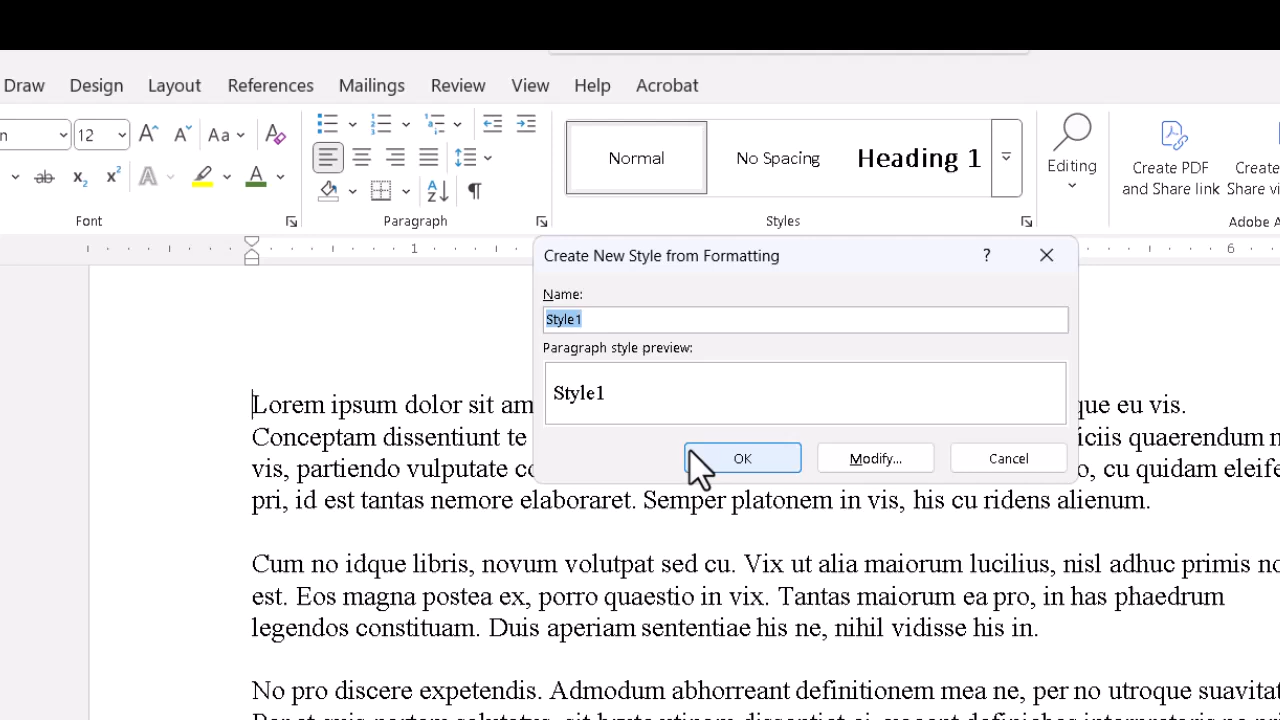 Draw Design Layout References Mailings Review View Help Acrobat
n 12 Aa
Normal No Spacing Heading 1
Editing
Create PDF
and Share link
Create
Share vi
Font Paragraph Styles Adobe A
1 6
Create New Style from Formatting ?
Name:
Style1
Paragraph style preview:
Style1
OK Modify... Cancel
Lorem ipsum dolor sit am que eu vis.
Conceptam dissentiunt te iciis quaerendum n
vis, partiendo vulputate co o, cu quidam eleife
pri, id est tantas nemore elaboraret. Semper platonem in vis, his cu ridens alienum.
Cum no idque libris, novum volutpat sed cu. Vix ut alia maiorum lucilius, nisl adhuc primis no
est. Eos magna postea ex, porro quaestio in vix. Tantas maiorum ea pro, in has phaedrum
legendos constituam. Duis aperiam sententiae his ne, nihil vidisse his in.
No pro discere expetendis. Admodum abhorreant definitionem mea ne, per no utroque suavitat